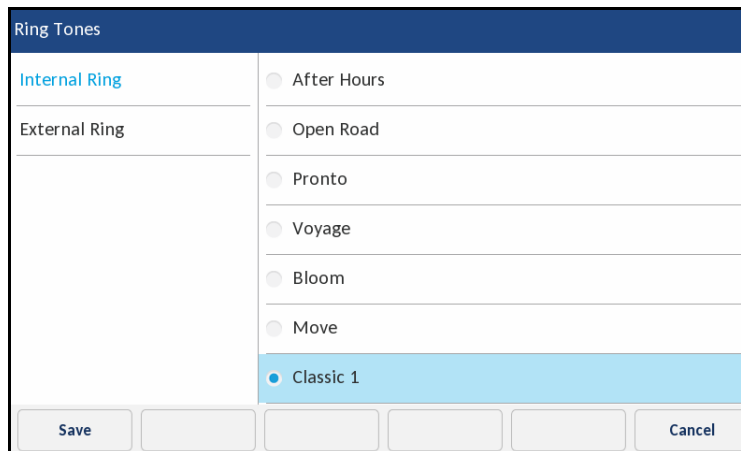 Ring Tones
Internal Ring
External Ring
After Hours
Open Road
Pronto
Voyage
Bloom
Move
Classic 1
Save
Cancel